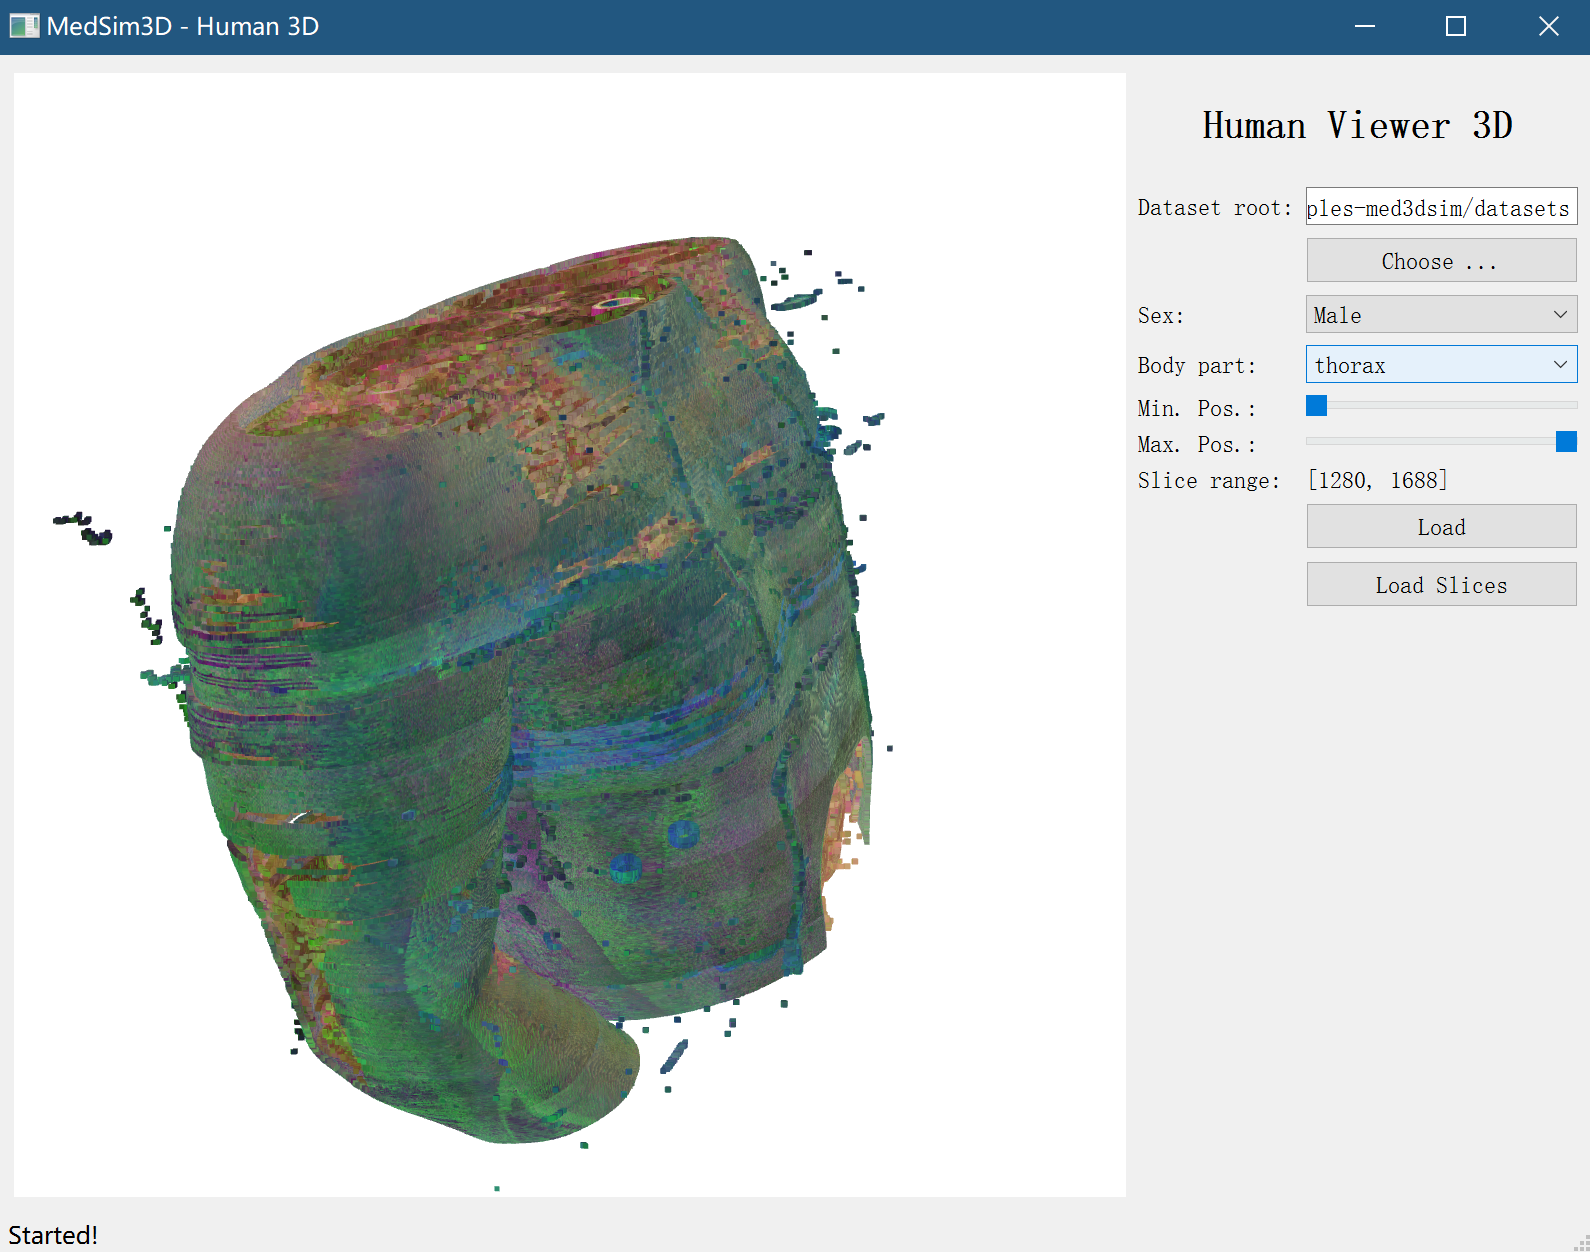 MedSim3D - Human 3D
Human Viewer 3D
Dataset root: ples-med3dsim/datasets
Choose ...
Sex: Male
Body part: thorax
Min. Pos.:
Max. Pos.:
Slice range: [1280, 1688]
Load
Load Slices
Started!